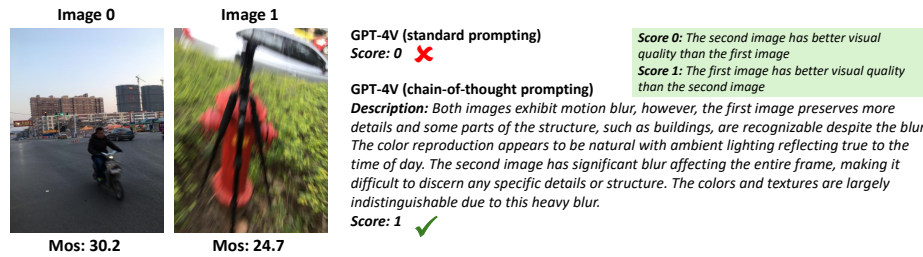 Image 0
Image 1
Mos: 30.2
Mos: 24.7
GPT-4V (standard prompting)
Score: 0
Score 0: The second image has better visual
quality than the first image
Score 1: The first image has better visual quality
than the second image
GPT-4V (chain-of-thought prompting)
Description: Both images exhibit motion blur, however, the first image preserves more
details and some parts of the structure, such as buildings, are recognizable despite the blur
The color reproduction appears to be natural with ambient lighting reflecting true to the
time of day. The second image has significant blur affecting the entire frame, making it
difficult to discern any specific details or structure. The colors and textures are largely
indistinguishable due to this heavy blur.
Score: 1